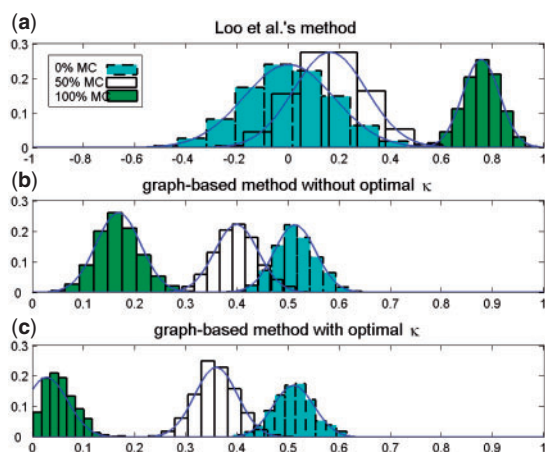 (a)
Loo et al.'s method
0.3
0.2
0.1
0
0% MC
50% MC
100% MC
-1 -0.8 -0.6 -0.4 -0.2 0 0.2 0.4 0.6 0.8 1
(b)
graph-based method without optimal κ
0.3
0.2
0.1
0
0 0.1 0.2 0.3 0.4 0.5 0.6 0.7 0.8 0.9 1
(c)
graph-based method with optimal κ
0.3
0.2
0.1
0
0 0.1 0.2 0.3 0.4 0.5 0.6 0.7 0.8 0.9 1